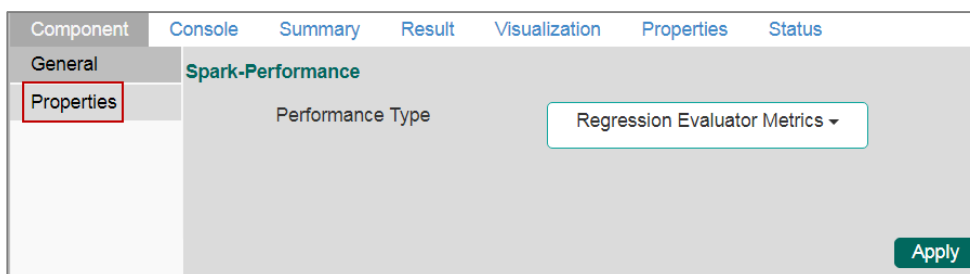 Component Console Summary Result Visualization Properties Status
General
Spark-Performance
Properties
Performance Type Regression Evaluator Metrics
Apply